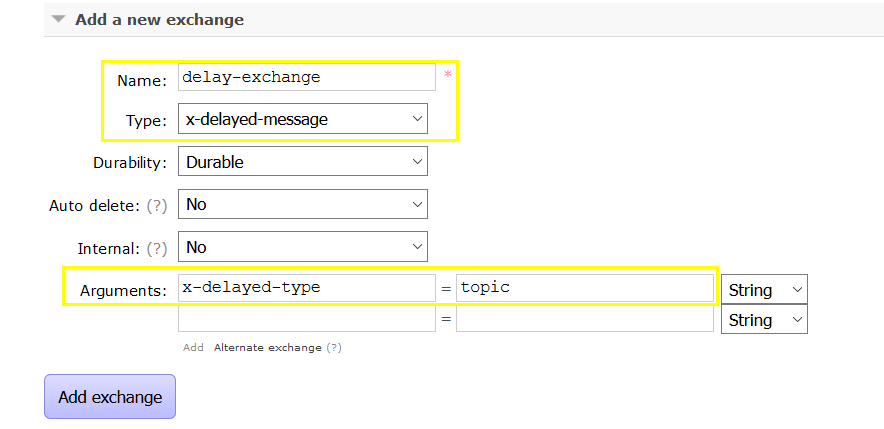 Add a new exchange
Name: delay-exchange *
Type: x-delayed-message
Durability: Durable
Auto delete: (?) No
Internal: (?) No
Arguments: x-delayed-type = topic String
= String
Add Alternate exchange (?)
Add exchange